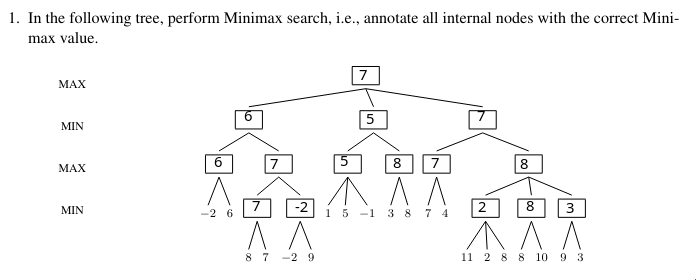 1. In the following tree, perform Minimax search, i.e., annotate all internal nodes with the correct Mini-
max value.
7
MAX
6 5 7
MIN
6 7 5 8 7 8
MAX
7 -2 2 8 3
MIN −2 6 1 5 −1 3 8 7 4
8 7 −2 9 11 2 8 8 10 9 3